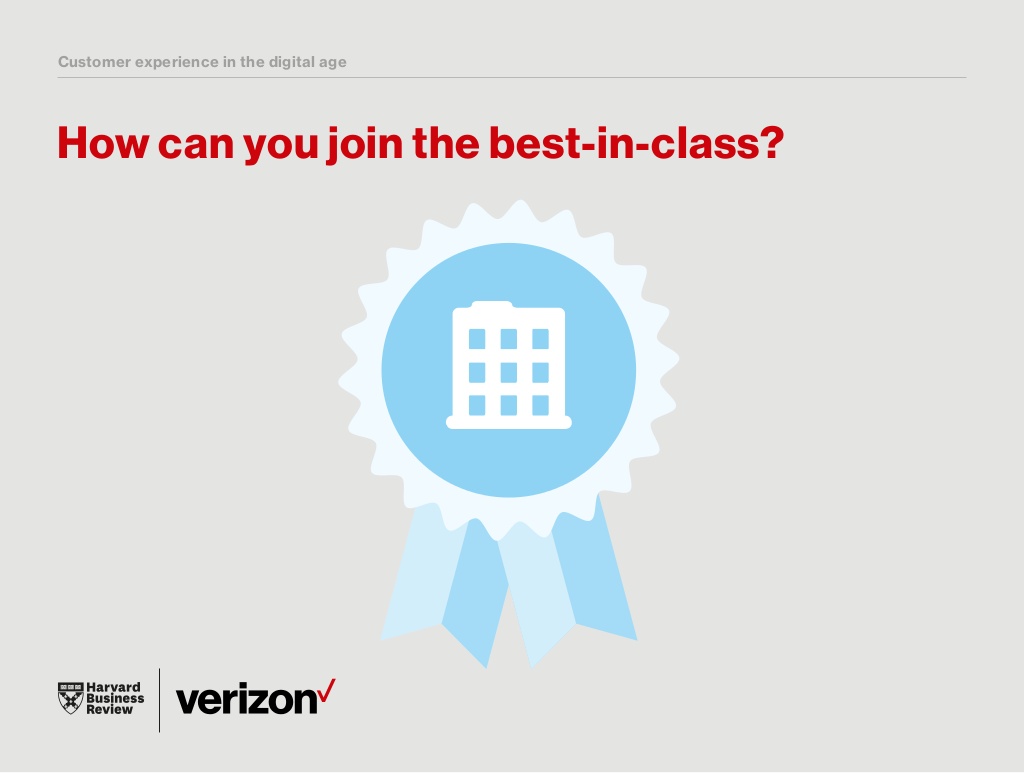 Customer experience in the digital age
How can you join the best-in-class?
Harvard
Business
Review
verizon